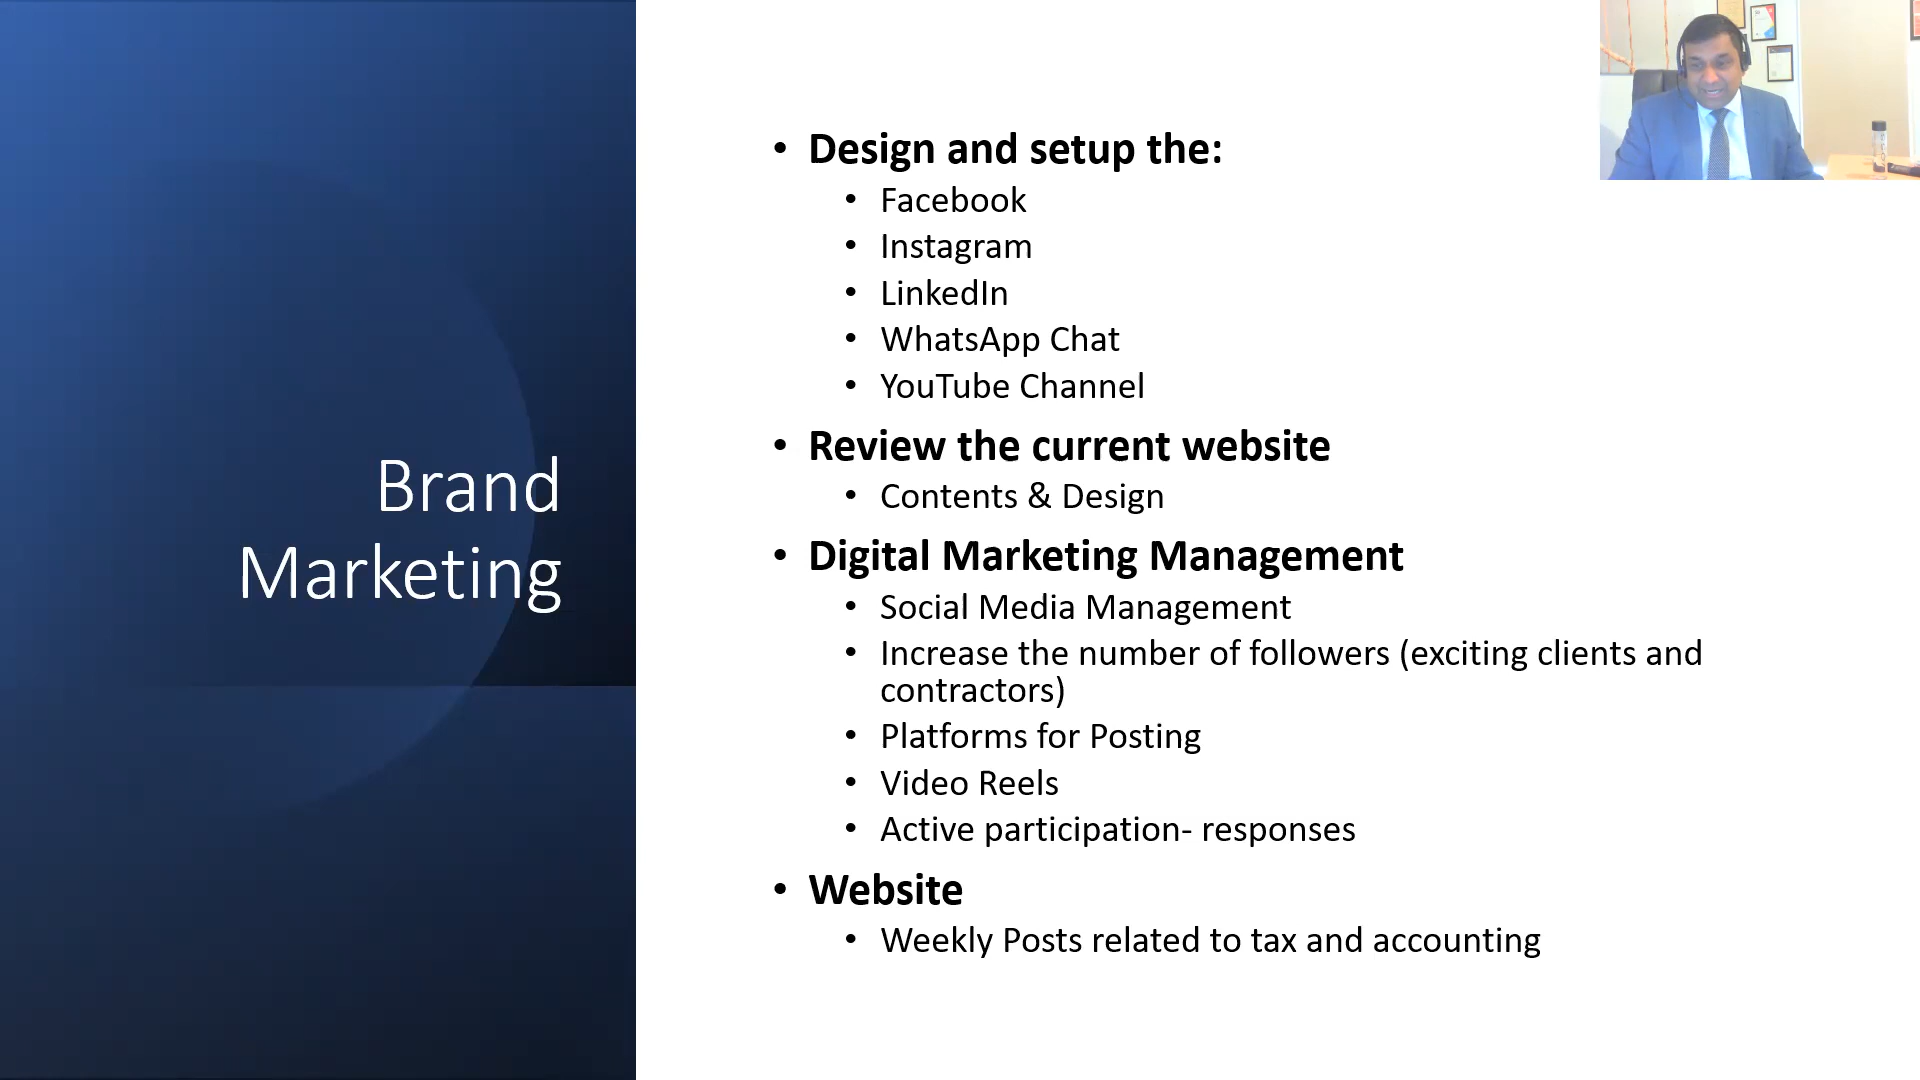 Brand
Marketing
• Design and setup the:
• Facebook
• Instagram
• LinkedIn
• WhatsApp Chat
• YouTube Channel
• Review the current website
• Contents & Design
• Digital Marketing Management
• Social Media Management
• Increase the number of followers (exciting clients and
contractors)
• Platforms for Posting
• Video Reels
• Active participation- responses
• Website
• Weekly Posts related to tax and accounting